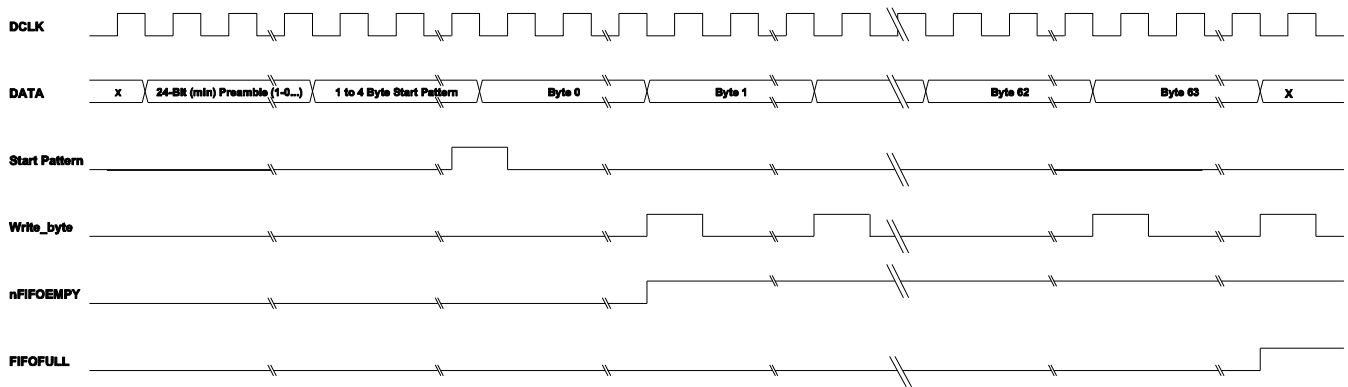 DCLK
DATA
x
24-Bit (min) Preamble (1-0...)
1 to 4 Byte Start Pattern
Byte 0
Byte 1
Byte 62
Byte 63
X
Start Pattern
Write_byte
nFIFOEMPY
FIFOFULL